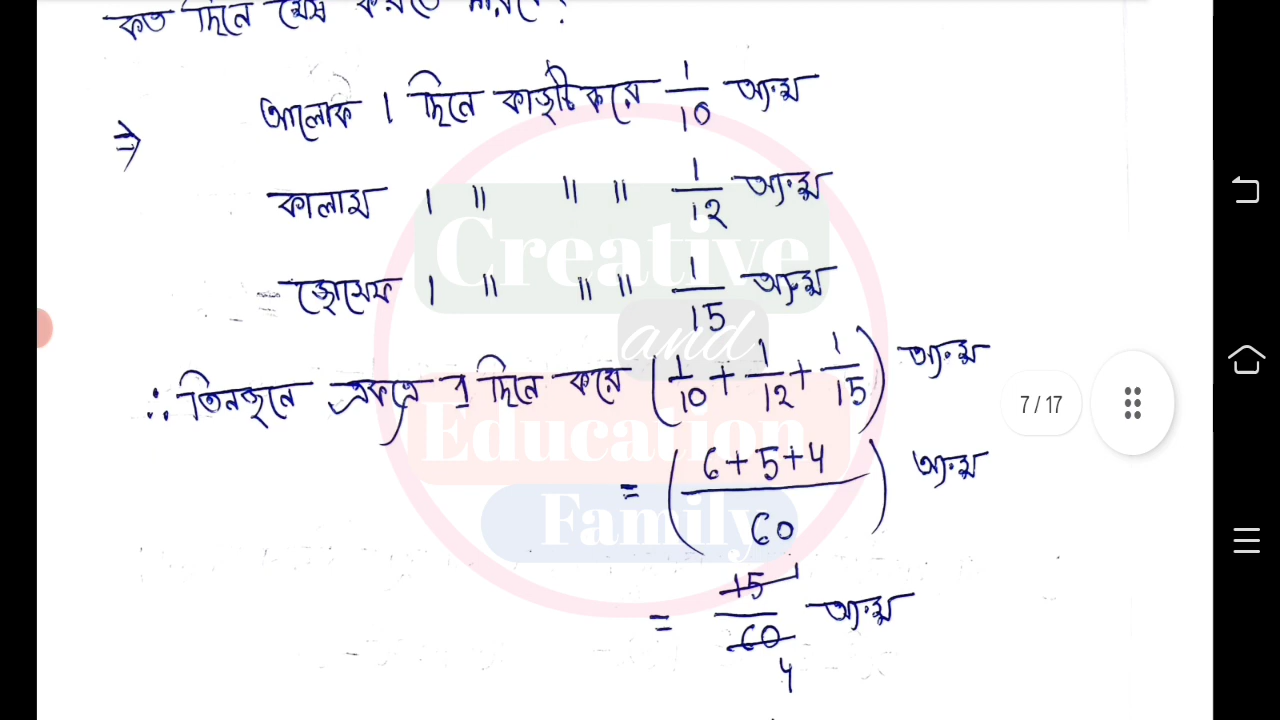 কত দিনে শেষ করতে পারবে?
⇒ আলোক 1 দিনে কাজটি করে 1/10 অংশ
কালাম 1 〃 〃 〃 1/12 অংশ
জোসেফ 1 〃 〃 〃 1/15 অংশ
∴ তিনজনে একত্রে 1 দিনে করে (1/10 + 1/12 + 1/15) অংশ
= (6+5+4 / 60) অংশ
= 15/60 1/4 অংশ
Creative
and
Education
Family
7 / 17